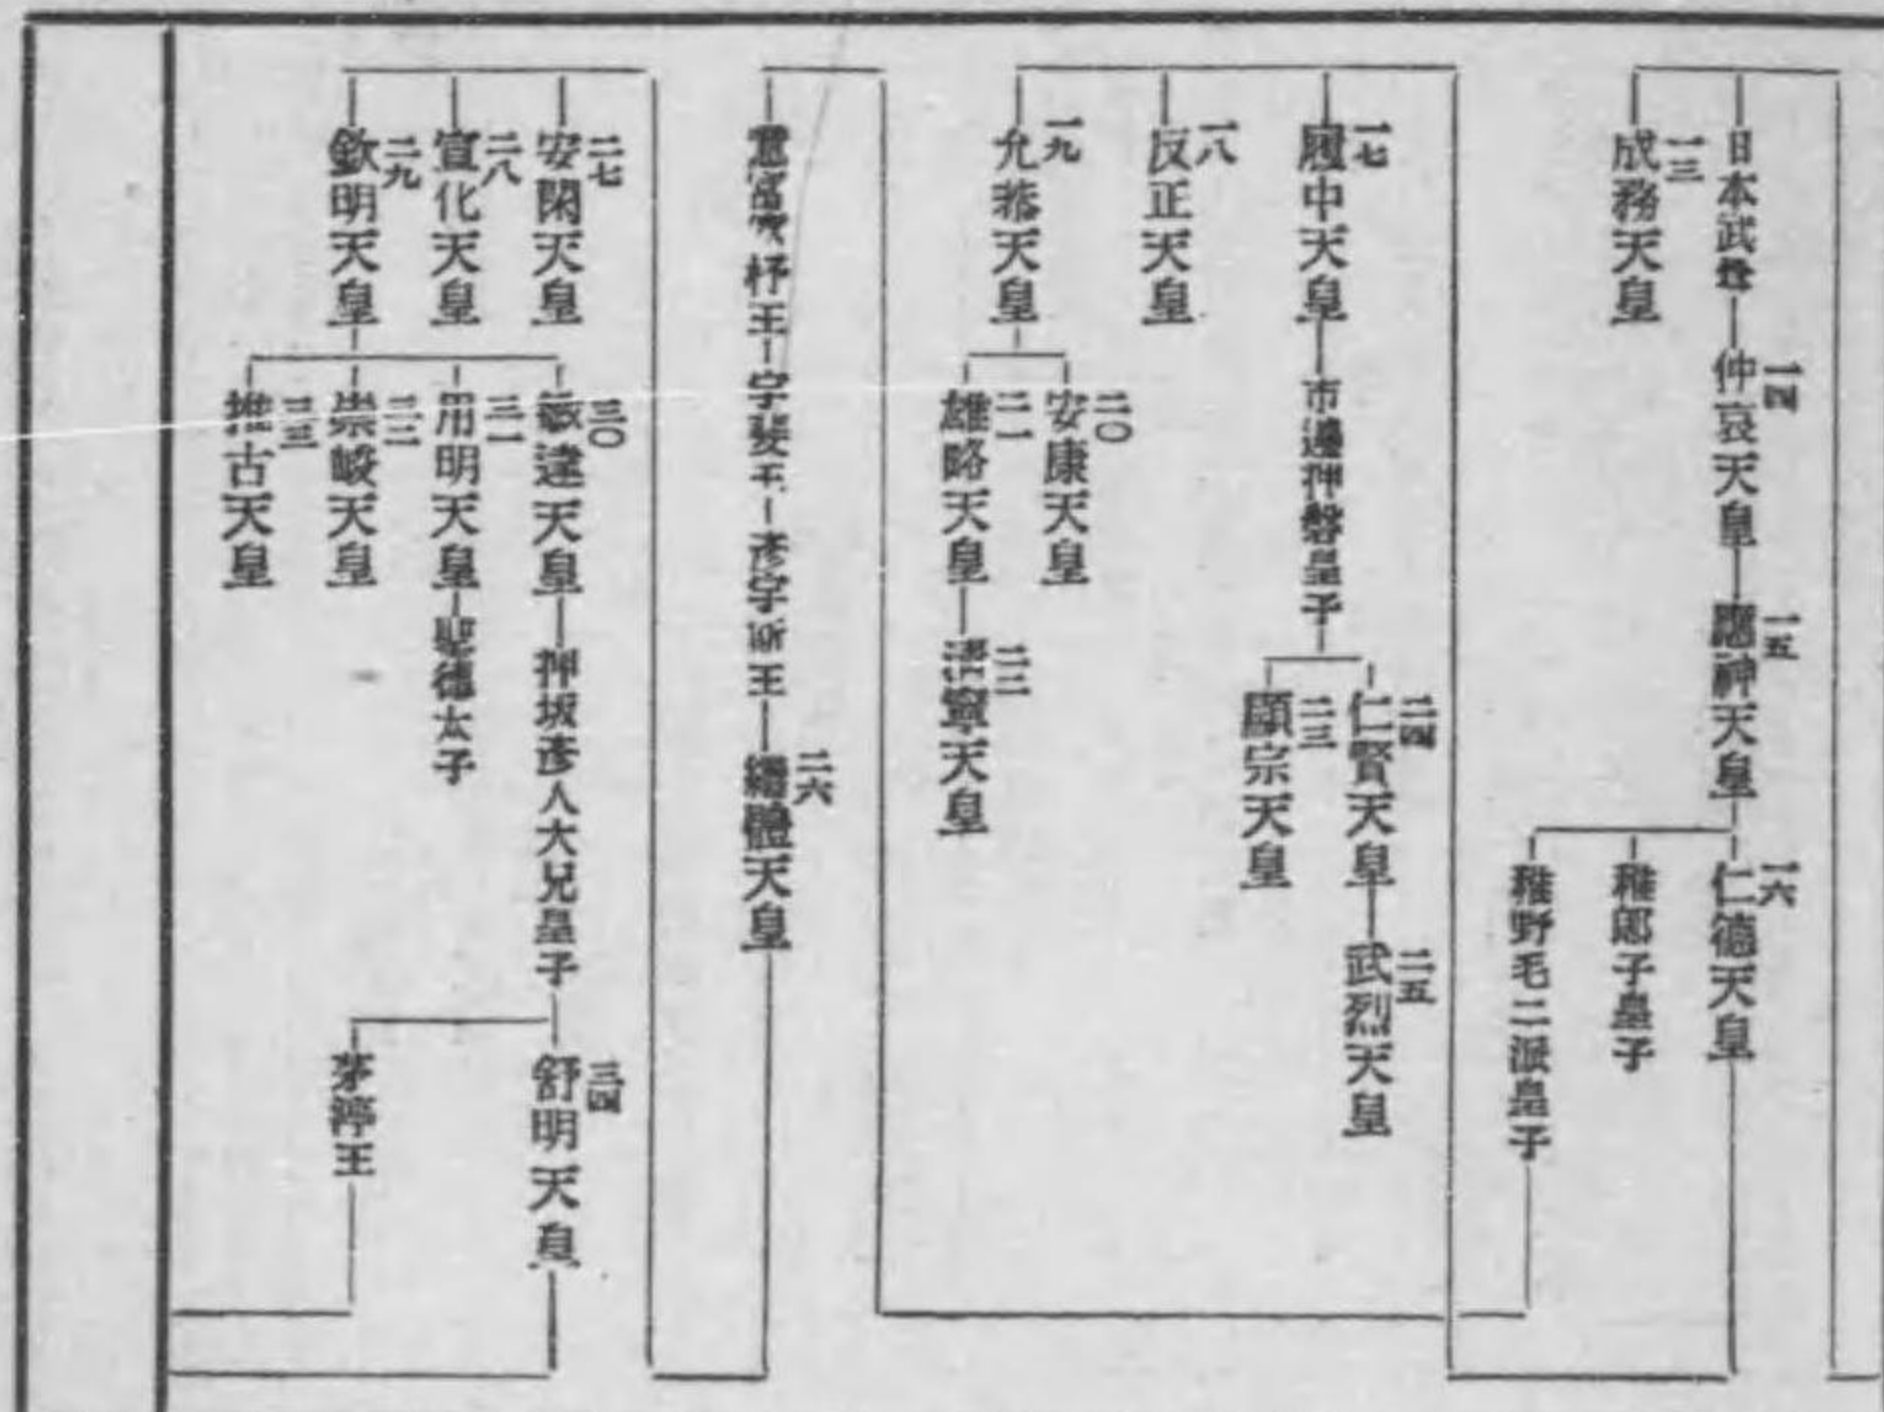 日本武尊
一四
仲哀天皇
一五
應神天皇
一六
仁德天皇
稚郎子皇子
稚野毛二派皇子
一三
成務天皇
一七
履中天皇
市邊押磐皇子
二四
仁賢天皇
二五
武烈天皇
二三
顯宗天皇
一八
反正天皇
一九
允恭天皇
二〇
安康天皇
二一
雄略天皇
二二
清寧天皇
二六
繼體天皇
二七
安閑天皇
二八
宣化天皇
二九
欽明天皇
三〇
敏達天皇
押坂彥人大兄皇子
三四
舒明天皇
茅渟王
三一
用明天皇
聖德太子
三二
崇峻天皇
三三
推古天皇